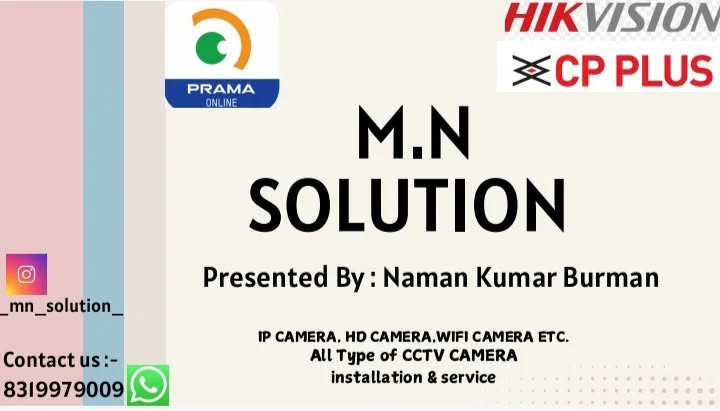 HIKVISION
CP PLUS
PRAMA
ONLINE
M.N
SOLUTION
Presented By : Naman Kumar Burman
_mn_solution_
IP CAMERA, HD CAMERA,WIFI CAMERA ETC.
All Type of CCTV CAMERA
installation & service
Contact us :-
8319979009